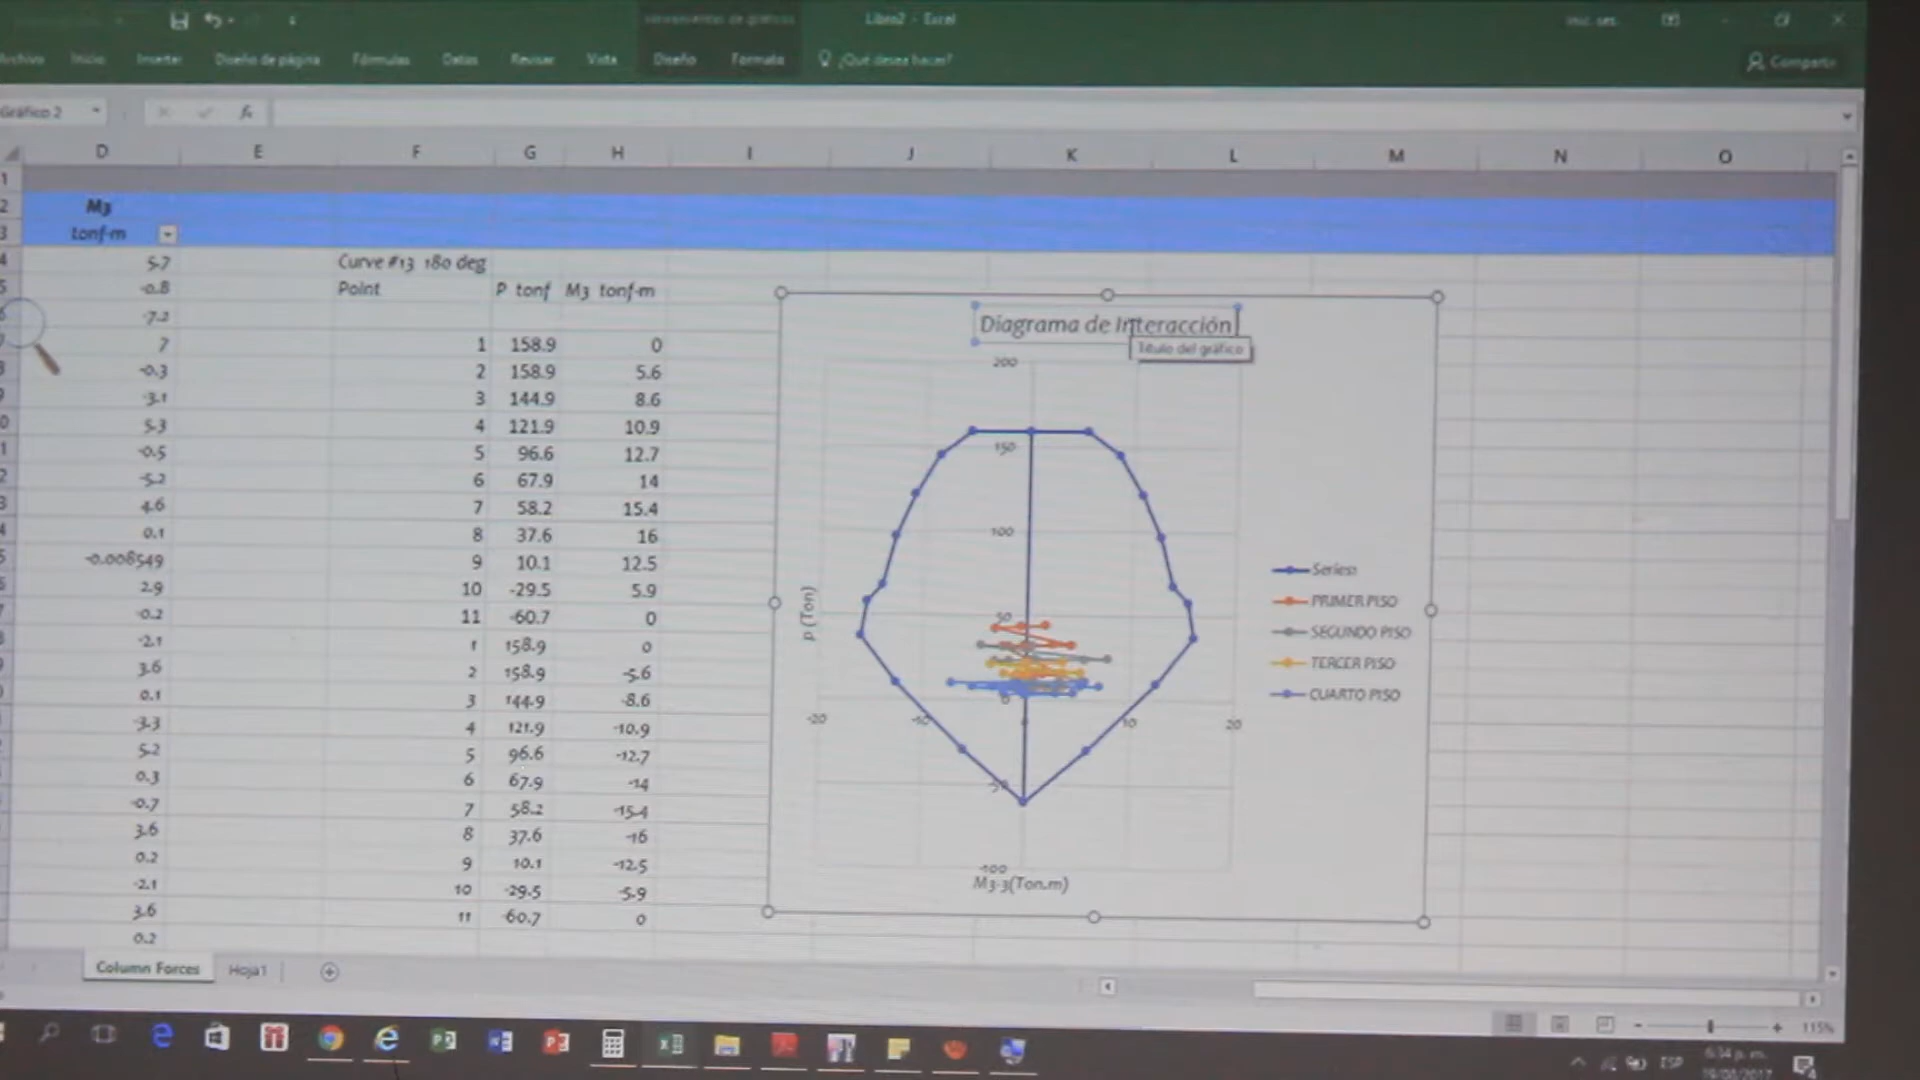 Libro2 - Excel
Archivo Inicio Insertar Diseño de página Fórmulas Datos Revisar Vista Diseño Formato ¿Qué desea hacer? Compartir
Gráfico 2 fx
D E F G H I J K L M N O
M3
tonf-m
5.7 Curve #13 180 deg
-0.8 Point P tonf M3 tonf-m
-7.2
7 1 158.9 0
-0.3 2 158.9 5.6
-3.1 3 144.9 8.6
5.3 4 121.9 10.9
-0.5 5 96.6 12.7
-5.2 6 67.9 14
4.6 7 58.2 15.4
0.1 8 37.6 16
-0.008549 9 10.1 12.5
2.9 10 -29.5 5.9
-0.2 11 -60.7 0
-2.1 1 158.9 0
3.6 2 158.9 -5.6
0.1 3 144.9 -8.6
-3.3 4 121.9 -10.9
5.2 5 96.6 -12.7
0.3 6 67.9 -14
-0.7 7 58.2 -15.4
3.6 8 37.6 -16
0.2 9 10.1 -12.5
-2.1 10 -29.5 -5.9
3.6 11 -60.7 0
0.2
Diagrama de Interacción
Título del gráfico
200
150
100
50
0
-50
-100
-20 -10 10 20
P (Ton)
M3-3(Ton.m)
Series1
PRIMER PISO
SEGUNDO PISO
TERCER PISO
CUARTO PISO
Column Forces Hoja1
115%
ESP 6:34 p. m.
19/08/2017